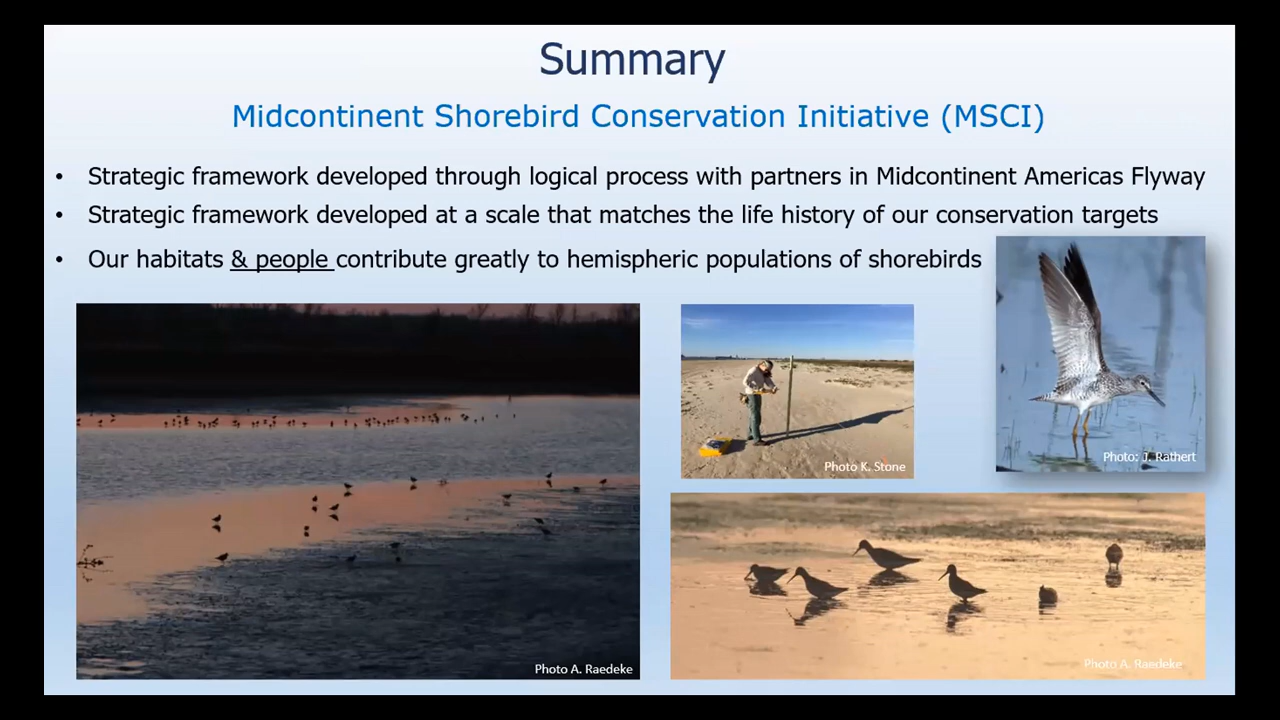 Summary
Midcontinent Shorebird Conservation Initiative (MSCI)
• Strategic framework developed through logical process with partners in Midcontinent Americas Flyway
• Strategic framework developed at a scale that matches the life history of our conservation targets
• Our habitats & people contribute greatly to hemispheric populations of shorebirds
Photo K. Stone
Photo: J. Rathert
Photo A. Raedeke
Photo A. Raedeke